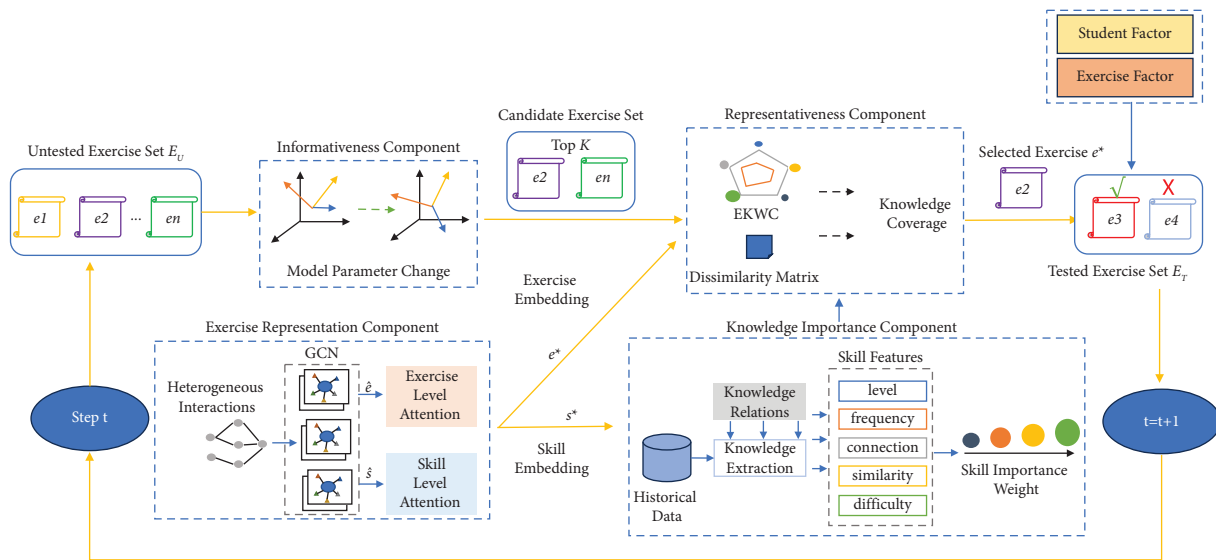 Student Factor
Exercise Factor
Untested Exercise Set E_U
e1
e2
...
en
Informativeness Component
Model Parameter Change
Candidate Exercise Set
Top K
e2
en
Representativeness Component
EKWC
Dissimilarity Matrix
Knowledge
Coverage
Selected Exercise e*
e2
√
X
e3
e4
Tested Exercise Set E_T
Exercise
Embedding
e*
s*
Skill
Embedding
Exercise Representation Component
GCN
Heterogeneous
Interactions
ê
ŝ
Exercise
Level
Attention
Skill
Level
Attention
Knowledge Importance Component
Skill Features
Knowledge
Relations
Knowledge
Extraction
Historical
Data
level
frequency
connection
similarity
difficulty
Skill Importance
Weight
Step t
t=t+1